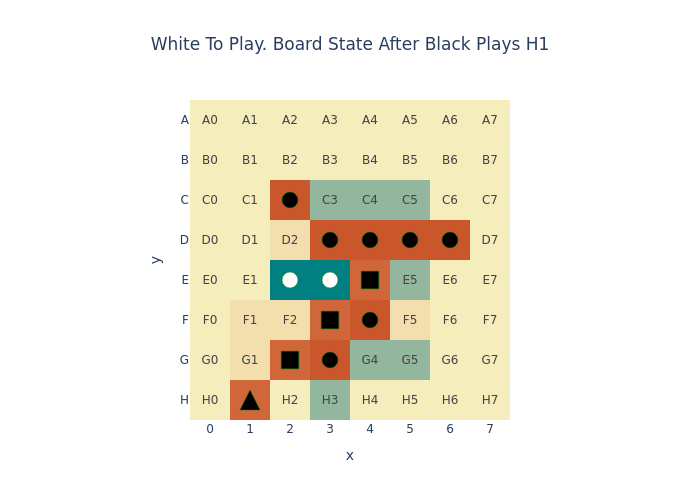 White To Play. Board State After Black Plays H1
A A0 A1 A2 A3 A4 A5 A6 A7
B B0 B1 B2 B3 B4 B5 B6 B7
C C0 C1 C3 C4 C5 C6 C7
D D0 D1 D2 D7
y
E E0 E1 E5 E6 E7
F F0 F1 F2 F5 F6 F7
G G0 G1 G4 G5 G6 G7
H H0 H2 H3 H4 H5 H6 H7
0 1 2 3 4 5 6 7
x